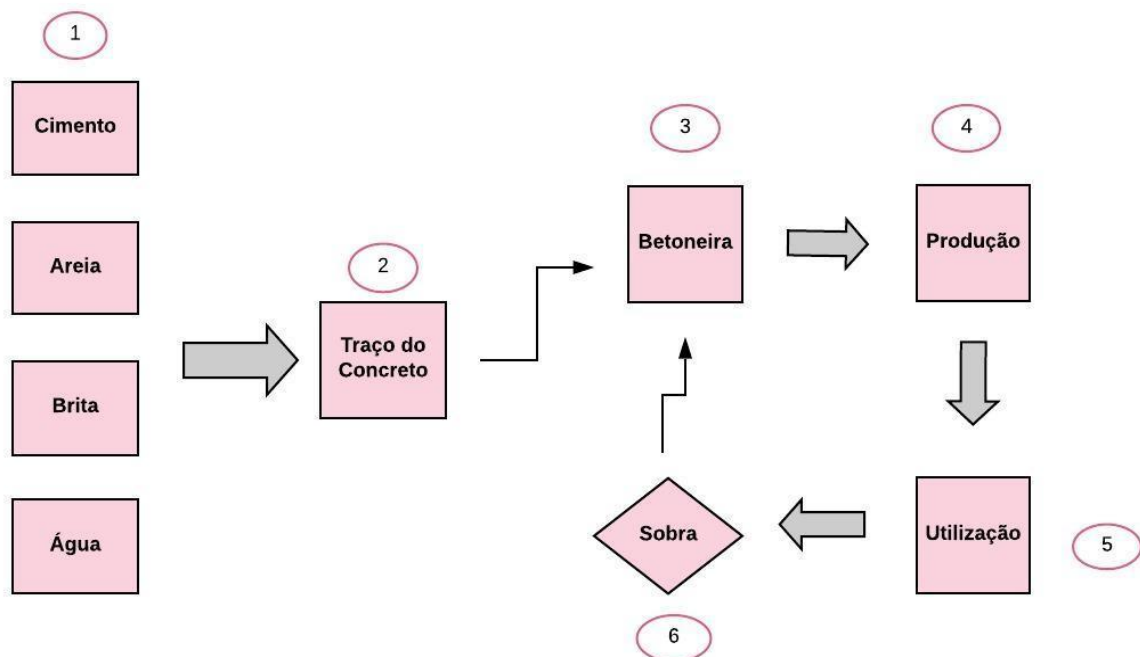 1
Cimento
Areia
Brita
Água
2
Traço do
Concreto
3
Betoneira
4
Produção
Utilização
5
Sobra
6